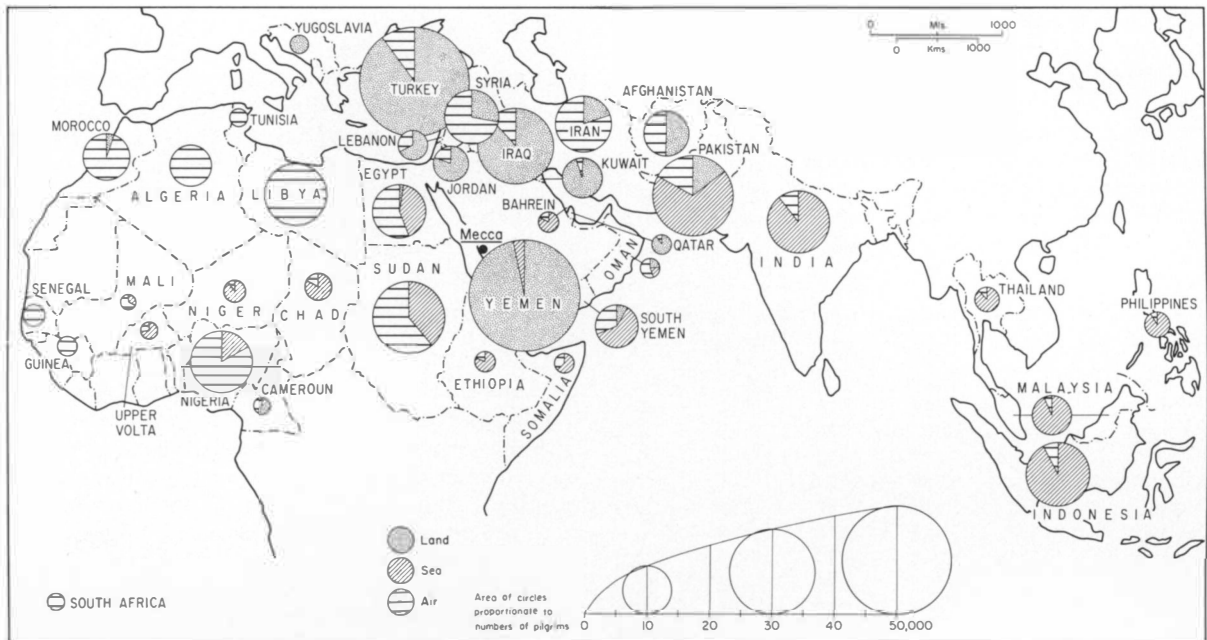 YUGOSLAVIA
0 Mls. 1000
0 Kms 1000
TURKEY
SYRIA
AFGHANISTAN
MOROCCO
TUNISIA
LEBANON
IRAQ
IRAN
PAKISTAN
KUWAIT
ALGERIA
LIBYA
EGYPT
JORDAN
BAHREIN
Mecca
QATAR
OMAN
INDIA
SENEGAL
MALI
NIGER
CHAD
SUDAN
YEMEN
SOUTH
YEMEN
THAILAND
PHILIPPINES
GUINEA
UPPER
VOLTA
NIGERIA
CAMEROUN
ETHIOPIA
SOMALIA
MALAYSIA
INDONESIA
Land
Sea
Air
SOUTH AFRICA
Area of circles
proportionate to
numbers of pilgrims
0 10 20 30 40 50,000